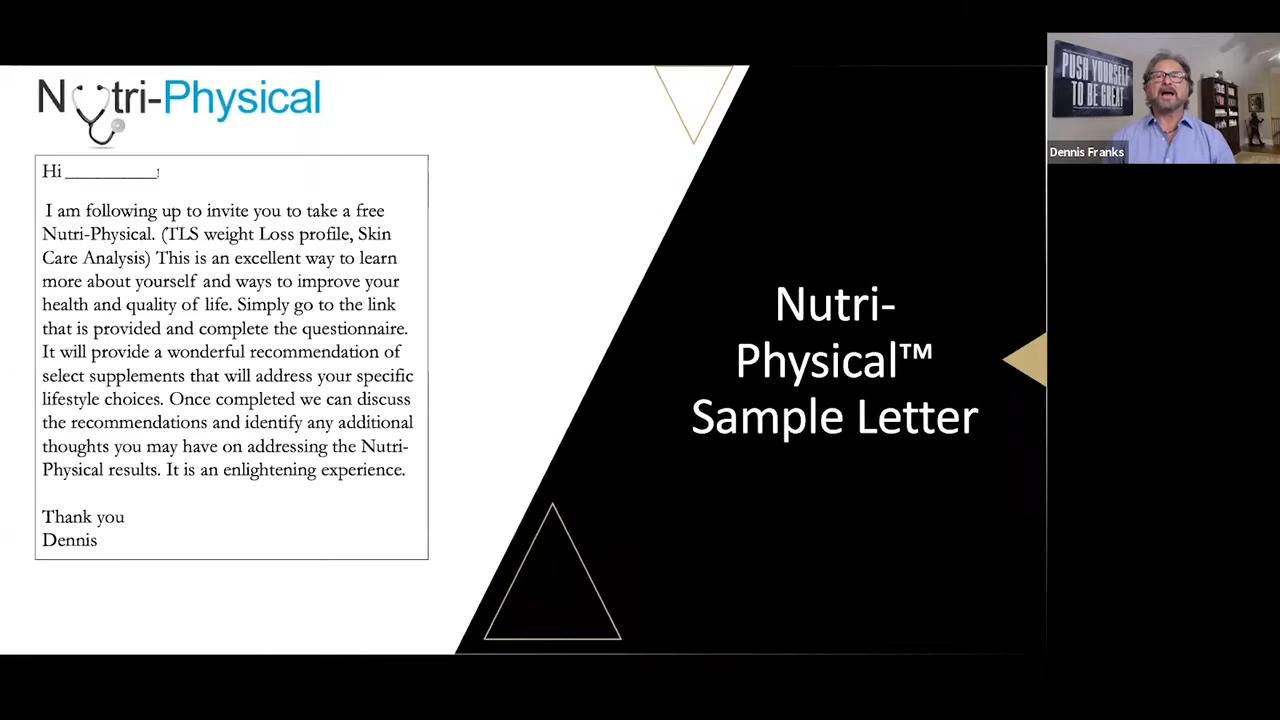 Nutri-Physical
Hi __________!
I am following up to invite you to take a free
Nutri-Physical. (TLS weight Loss profile, Skin
Care Analysis) This is an excellent way to learn
more about yourself and ways to improve your
health and quality of life. Simply go to the link
that is provided and complete the questionnaire.
It will provide a wonderful recommendation of
select supplements that will address your specific
lifestyle choices. Once completed we can discuss
the recommendations and identify any additional
thoughts you may have on addressing the Nutri-
Physical results. It is an enlightening experience.
Thank you
Dennis
Nutri-
Physical™
Sample Letter
PUSH YOURSELF
TO BE GREAT
Dennis Franks